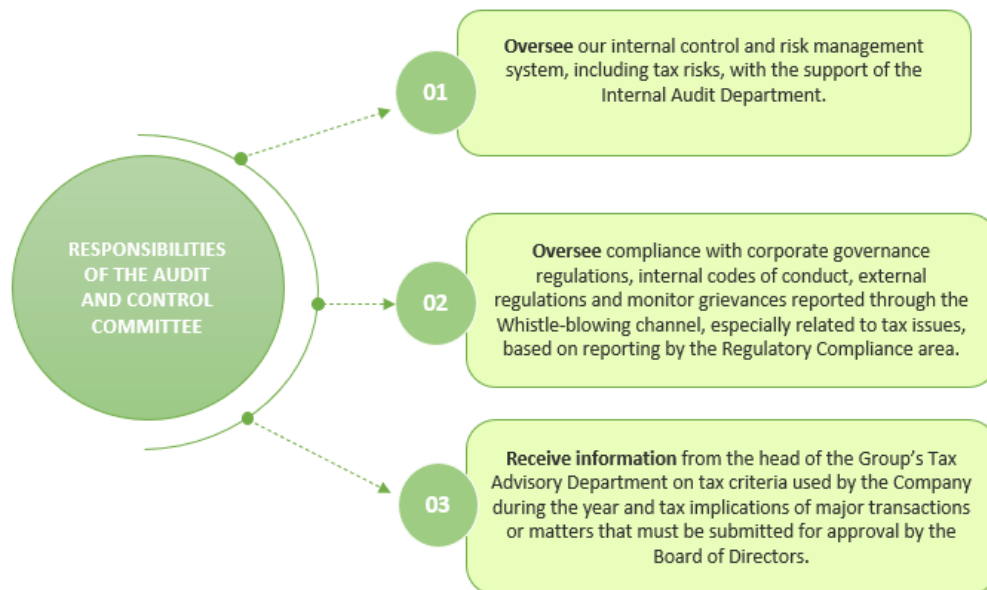 RESPONSIBILITIES
OF THE AUDIT
AND CONTROL
COMMITTEE
01
Oversee our internal control and risk management
system, including tax risks, with the support of the
Internal Audit Department.
02
Oversee compliance with corporate governance
regulations, internal codes of conduct, external
regulations and monitor grievances reported through the
Whistle-blowing channel, especially related to tax issues,
based on reporting by the Regulatory Compliance area.
03
Receive information from the head of the Group's Tax
Advisory Department on tax criteria used by the Company
during the year and tax implications of major transactions
or matters that must be submitted for approval by the
Board of Directors.